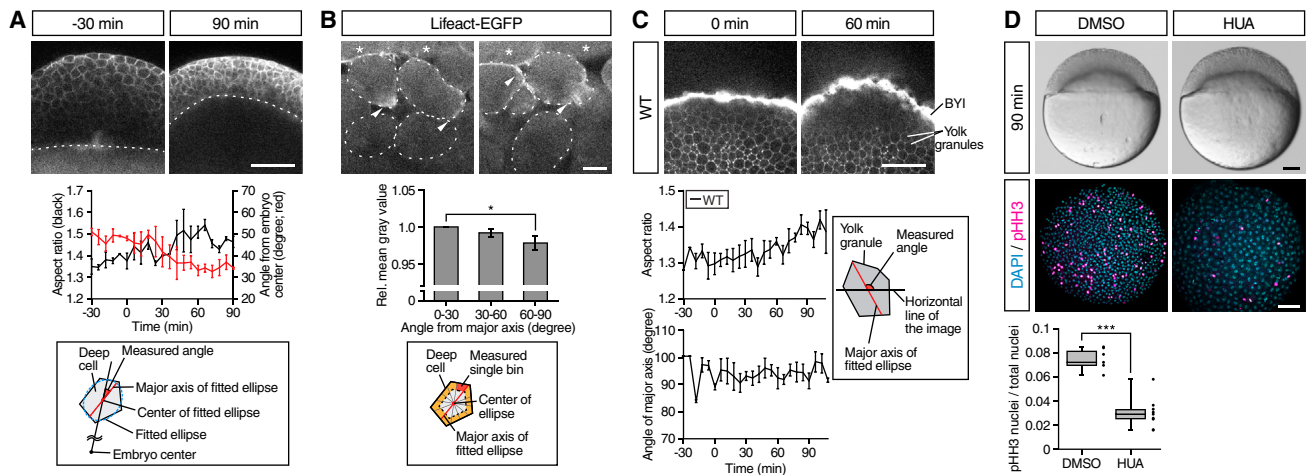 A
-30 min
90 min
Aspect ratio (black)
1.7
1.6
1.5
1.4
1.3
1.2
70
60
50
40
30
20
Angle from embryo
center (degree; red)
-30
0
30
60
90
Time (min)
Deep
cell
Measured angle
Major axis of fitted ellipse
Center of fitted ellipse
Fitted ellipse
Embryo center
B
Lifeact-EGFP
*
*
*
*
Rel. mean gray value
1.05
1.00
0.95
0
*
0-30
30-60
60-90
Angle from major axis (degree)
Deep
cell
Measured
single bin
Center of
ellipse
Major axis of
fitted ellipse
C
0 min
60 min
WT
BYI
Yolk
granules
Aspect ratio
1.5
1.4
1.3
1.2
WT
Angle of major axis (degree)
110
100
90
80
70
-30
0
30
60
90
Time (min)
Yolk
granule
Measured
angle
Horizontal
line of
the image
Major axis of
fitted ellipse
D
DMSO
HUA
90 min
DAPI / pHH3
pHH3 nuclei / total nuclei
0.1
0.08
0.06
0.04
0.02
0
***
DMSO
HUA